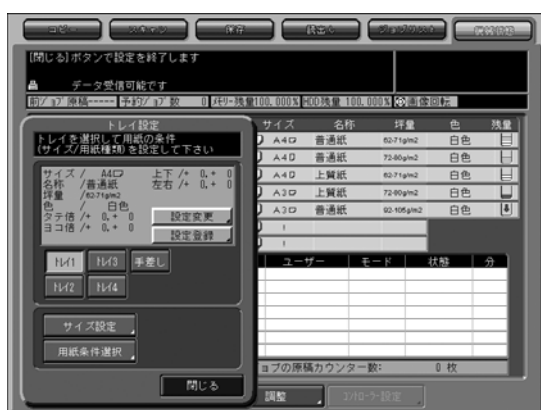 コピー スキャン 保存 読出し ジョブリスト 機械状態
[閉じる]ボタンで設定を終了します
データ受信可能です
前ｼﾞｮﾌﾞ原稿----- 予約ｼﾞｮﾌﾞ数 0 ﾒﾓﾘｰ残量100.000% HDD残量 100.000% 画像回転
トレイ設定
トレイを選択して用紙の条件
(サイズ/用紙種類)を設定して下さい
サイズ / A4 上下 /+ 0.+ 0
名称 /普通紙 左右 /+ 0.+ 0
坪量 /62-71g/m2
色 / 白色
タテ倍 /+ 0.+ 0
ヨコ倍 /+ 0.+ 0
設定変更
設定登録
ﾄﾚｲ1 ﾄﾚｲ3 手差し
ﾄﾚｲ2 ﾄﾚｲ4
サイズ設定
用紙条件選択
閉じる
サイズ 名称 坪量 色 残量
A4 普通紙 62-71g/m2 白色
A4 普通紙 72-80g/m2 白色
A4 上質紙 62-71g/m2 白色
A3 上質紙 72-80g/m2 白色
A3 普通紙 92-105g/m2 白色
ユーザー モード 状態 分
ョブの原稿カウンター数: 0 枚
調整 ｺﾝﾄﾛｰﾗｰ設定